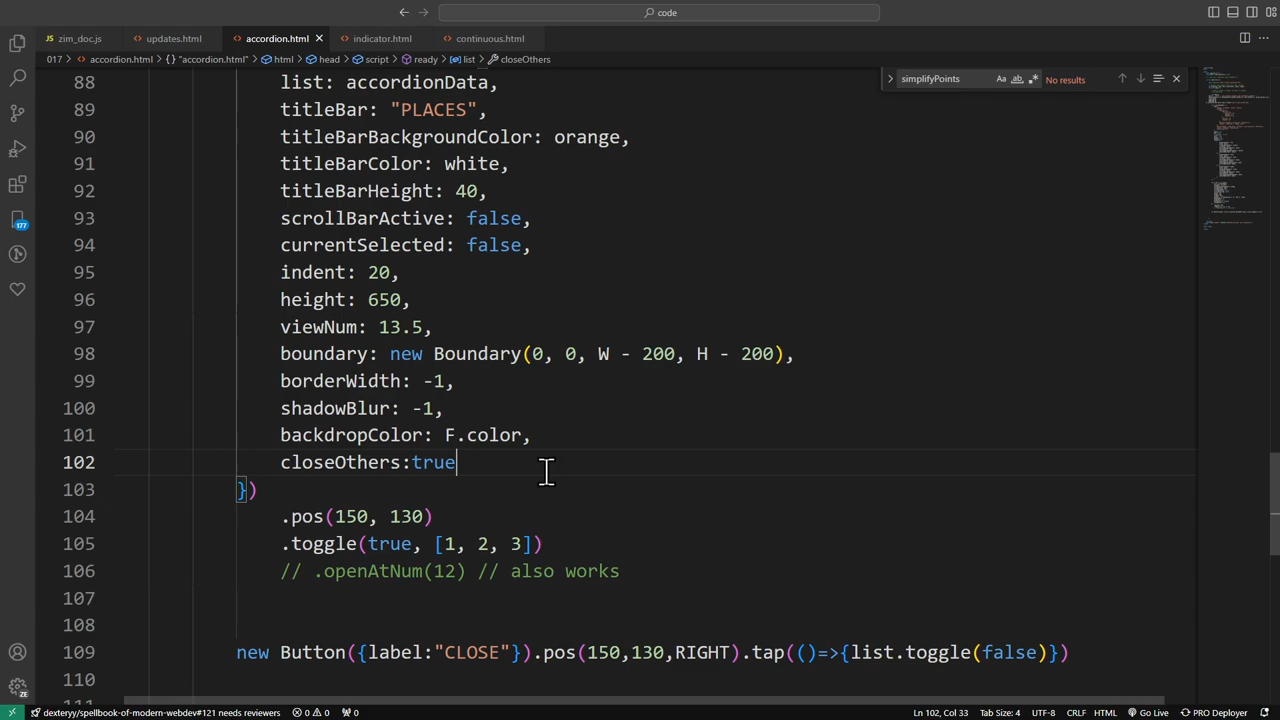 code
zim_doc.js
updates.html
accordion.html
indicator.html
continuous.html
017 > accordion.html > {} "accordion.html" > html > head > script > ready > list > closeOthers
simplifyPoints
Aa
ab
No results
88 list: accordionData,
89 titleBar: "PLACES",
90 titleBarBackgroundColor: orange,
91 titleBarColor: white,
92 titleBarHeight: 40,
93 scrollBarActive: false,
94 currentSelected: false,
95 indent: 20,
96 height: 650,
97 viewNum: 13.5,
98 boundary: new Boundary(0, 0, W - 200, H - 200),
99 borderWidth: -1,
100 shadowBlur: -1,
101 backdropColor: F.color,
102 closeOthers:true
103 })
104 .pos(150, 130)
105 .toggle(true, [1, 2, 3])
106 // .openAtNum(12) // also works
107
108
109 new Button({label:"CLOSE"}).pos(150,130,RIGHT).tap(()=>{list.toggle(false)})
110
177
ZE
dexteryy/spellbook-of-modern-webdev#121 needs reviewers 0 0 0 Ln 102, Col 33 Tab Size: 4 UTF-8 CRLF HTML Go Live PRO Deployer